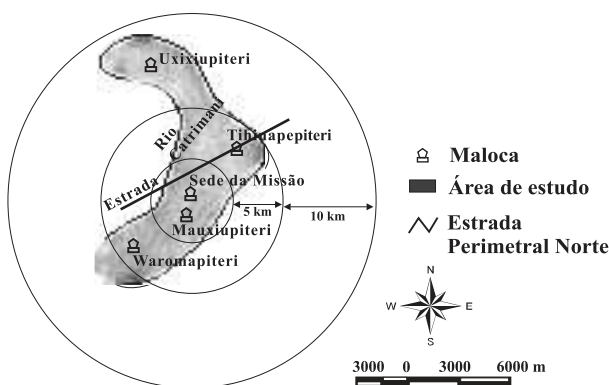 Uxixiupiteri
Rio
Catrimani
Tihinapepiteri
Estrada
Sede da Missão
5 km
10 km
Mauxiupiteri
Waromapiteri
Maloca
Área de estudo
Estrada
Perimetral Norte
N
W E
S
3000 0 3000 6000 m